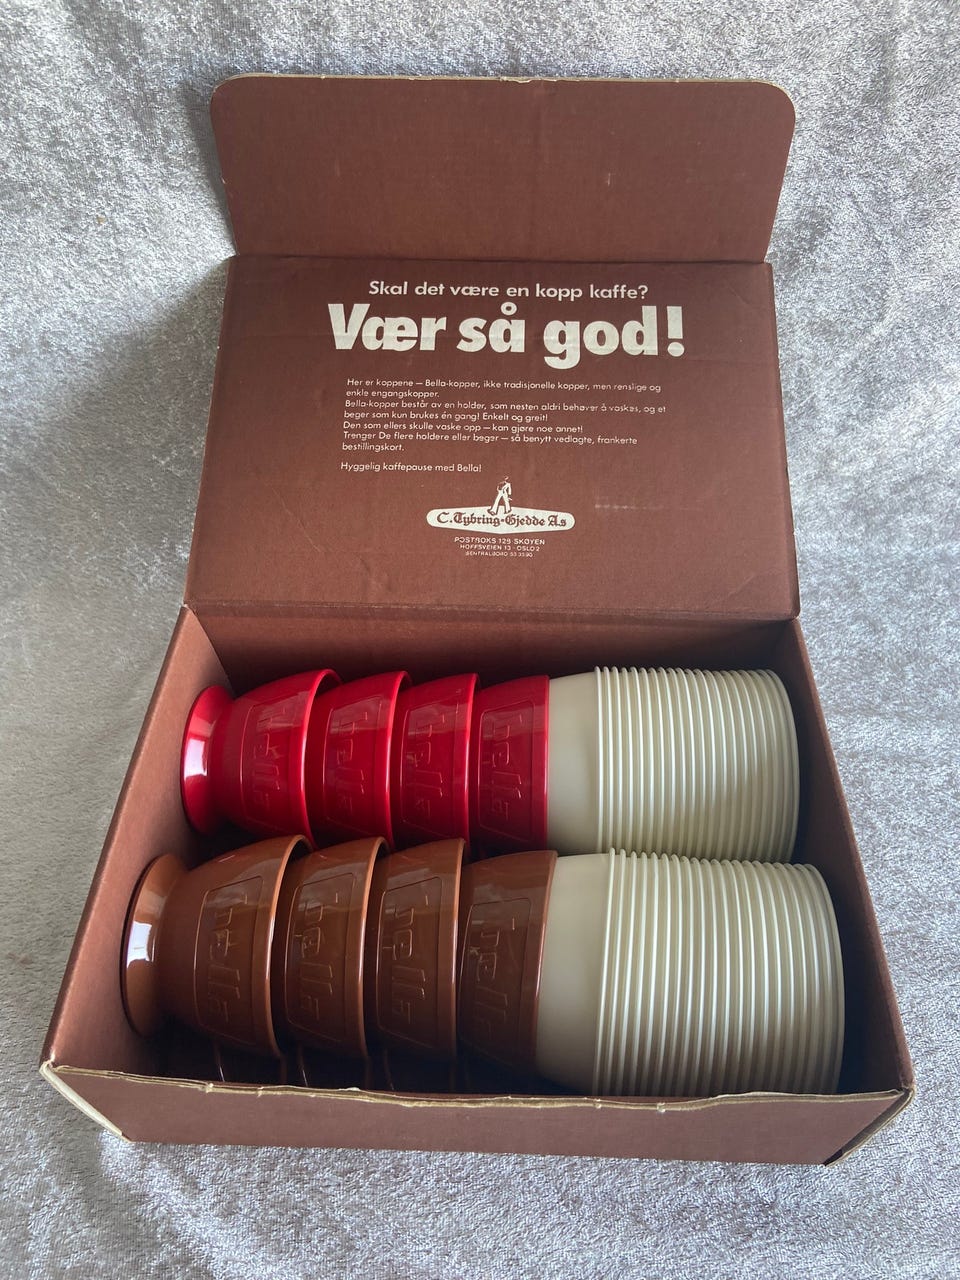 Skal det være en kopp kaffe?
Vær så god!
Her er koppene — Bella-kopper, ikke tradisjonelle kopper, men renslige og
enkle engangskopper.
Bella-kopper består av en holder, som nesten aldri behøver å vaskes, og et
beger som kun brukes én gang! Enkelt og greit!
Den som ellers skulle vaske opp — kan gjøre noe annet!
Trenger De flere holdere eller beger — så benytt vedlagte, frankerte
bestillingskort.
Hyggelig kaffepause med Bella!
C. Tybring-Gjedde A.s
POSTBOKS 129 SKØYEN
HOFFSVEIEN 13 - OSLO 2
SENTRALBORD
bella
bella
bella
bella
bella
bella
bella
bella